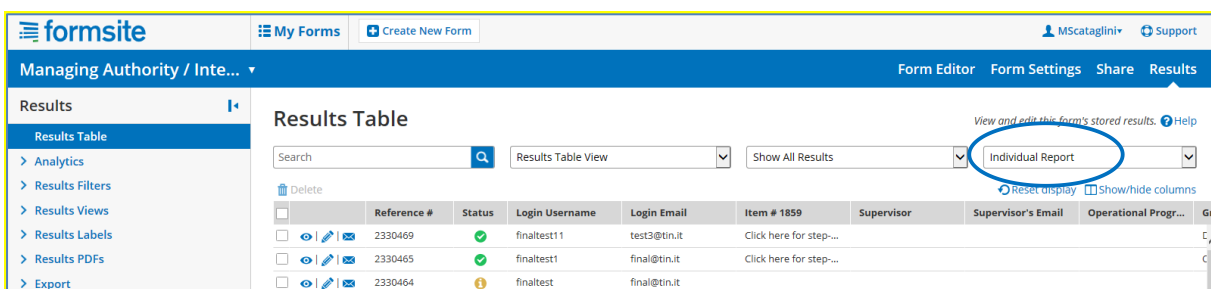 formsite My Forms Create New Form MScataglini Support
Managing Authority / Inte... Form Editor Form Settings Share Results
Results
Results Table
Analytics
Results Filters
Results Views
Results Labels
Results PDFs
Export
Results Table View and edit this form's stored results. Help
Search Results Table View Show All Results Individual Report
Delete Reset display Show/hide columns
Reference # Status Login Username Login Email Item # 1859 Supervisor Supervisor's Email Operational Progr...
2330469 finaltest11 test3@tin.it Click here for step-...
2330465 finaltest1 final@tin.it Click here for step-...
2330464 finaltest final@tin.it